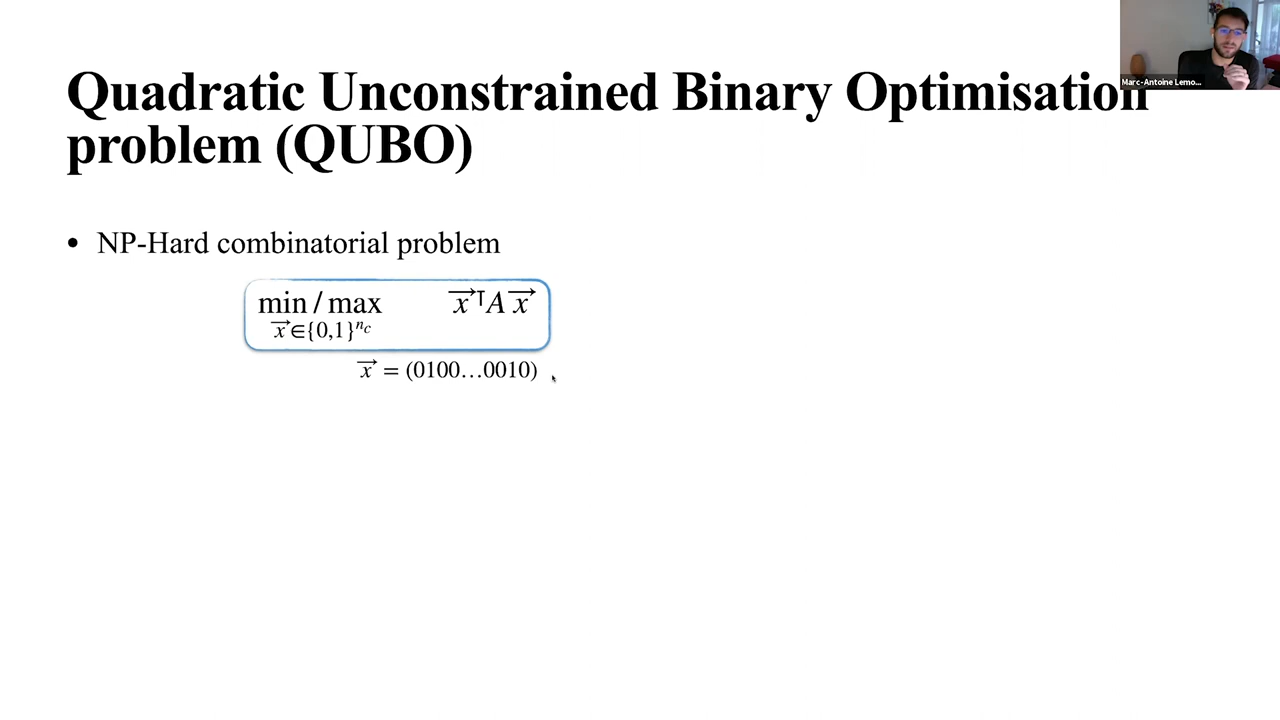 Marc-Antoine Lemo...
Quadratic Unconstrained Binary Optimisation
problem (QUBO)
• NP-Hard combinatorial problem
min / max x⃗ᵀA x⃗
x⃗∈{0,1}ⁿᶜ
x⃗ = (0100…0010)